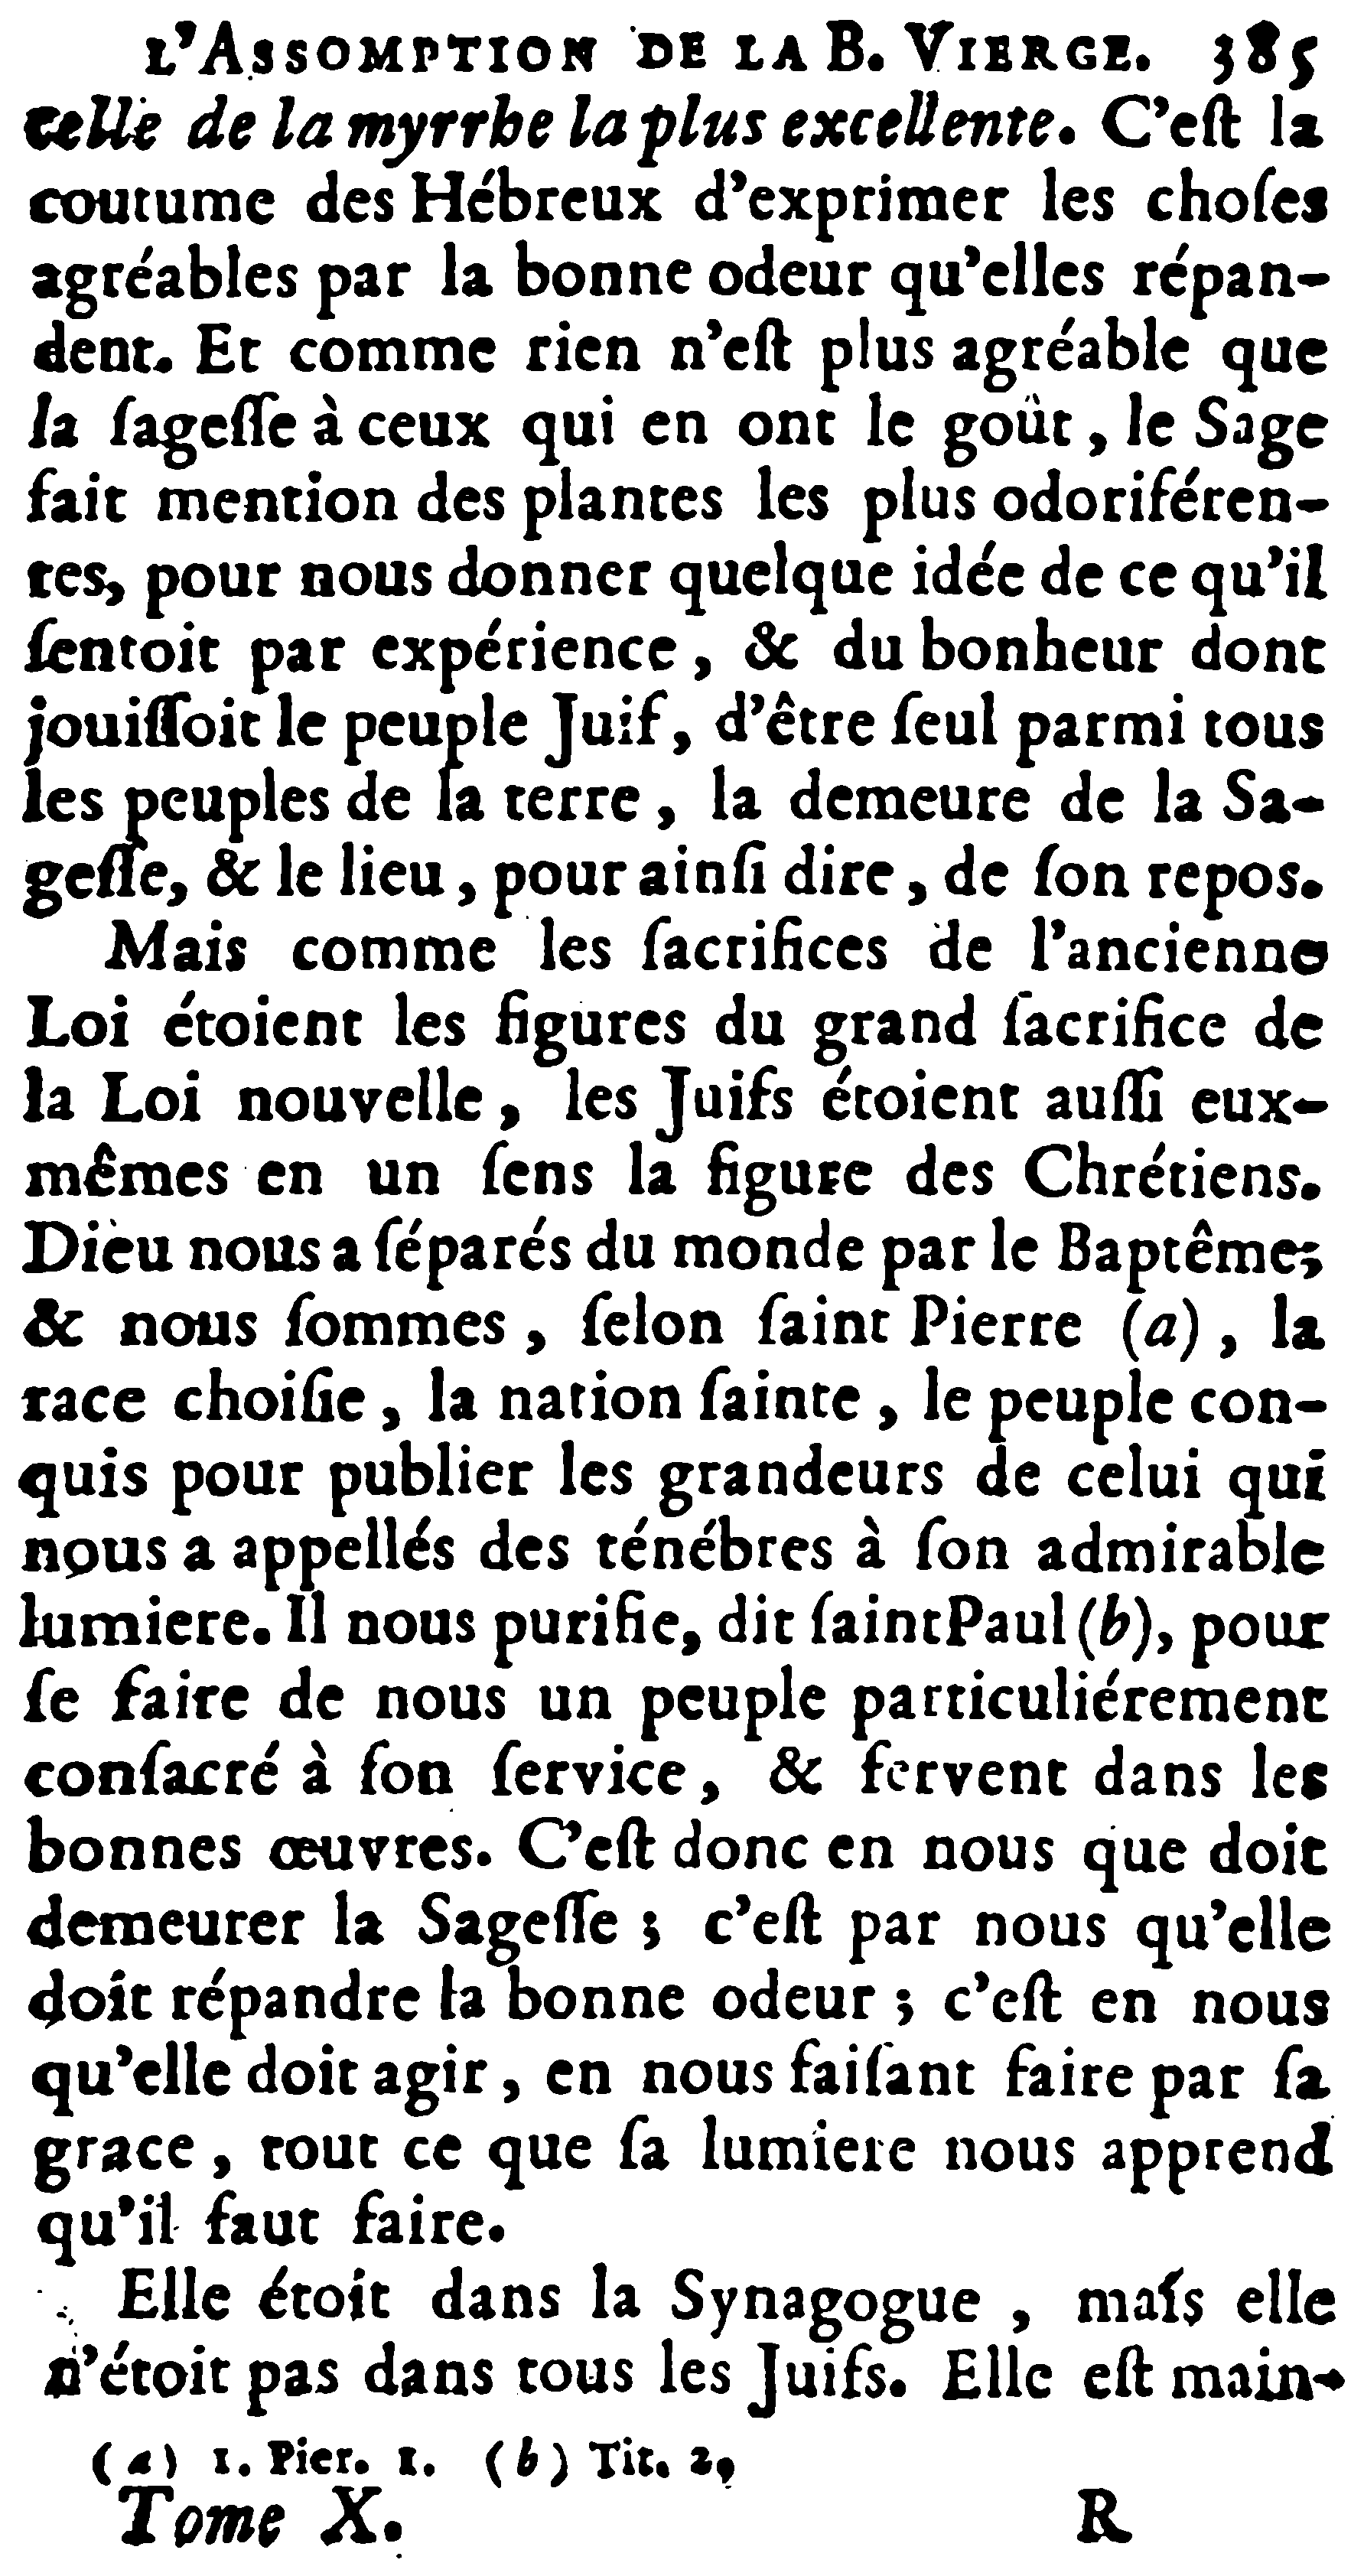 L'ASSOMPTION DE LA B. VIERGE. 385
celle de la myrrhe la plus excellente. C'eſt la
coutume des Hébreux d'exprimer les choſes
agréables par la bonne odeur qu'elles répan-
dent. Et comme rien n'eſt plus agréable que
la ſageſſe à ceux qui en ont le goût, le Sage
fait mention des plantes les plus odoriféren-
tes, pour nous donner quelque idée de ce qu'il
ſentoit par expérience, & du bonheur dont
jouiſſoit le peuple Juif, d'être ſeul parmi tous
les peuples de la terre, la demeure de la Sa-
geſſe, & le lieu, pour ainſi dire, de ſon repos.
Mais comme les ſacrifices de l'ancienne
Loi étoient les figures du grand ſacrifice de
la Loi nouvelle, les Juifs étoient auſſi eux-
mêmes en un ſens la figure des Chrétiens.
Dieu nous a ſéparés du monde par le Baptême;
& nous ſommes, ſelon ſaint Pierre (a), la
race choiſie, la nation ſainte, le peuple con-
quis pour publier les grandeurs de celui qui
nous a appellés des ténébres à ſon admirable
lumiere. Il nous purifie, dit ſaint Paul (b), pour
ſe faire de nous un peuple particuliérement
conſacré à ſon ſervice, & fervent dans les
bonnes œuvres. C'eſt donc en nous que doit
demeurer la Sageſſe ; c'eſt par nous qu'elle
doit répandre ſa bonne odeur ; c'eſt en nous
qu'elle doit agir, en nous faiſant faire par ſa
grace, tout ce que ſa lumiere nous apprend
qu'il faut faire.
Elle étoit dans la Synagogue, mais elle
n'étoit pas dans tous les Juifs. Elle eſt main-
(a) 1. Pier. 1. (b) Tit. 2,
Tome X. R